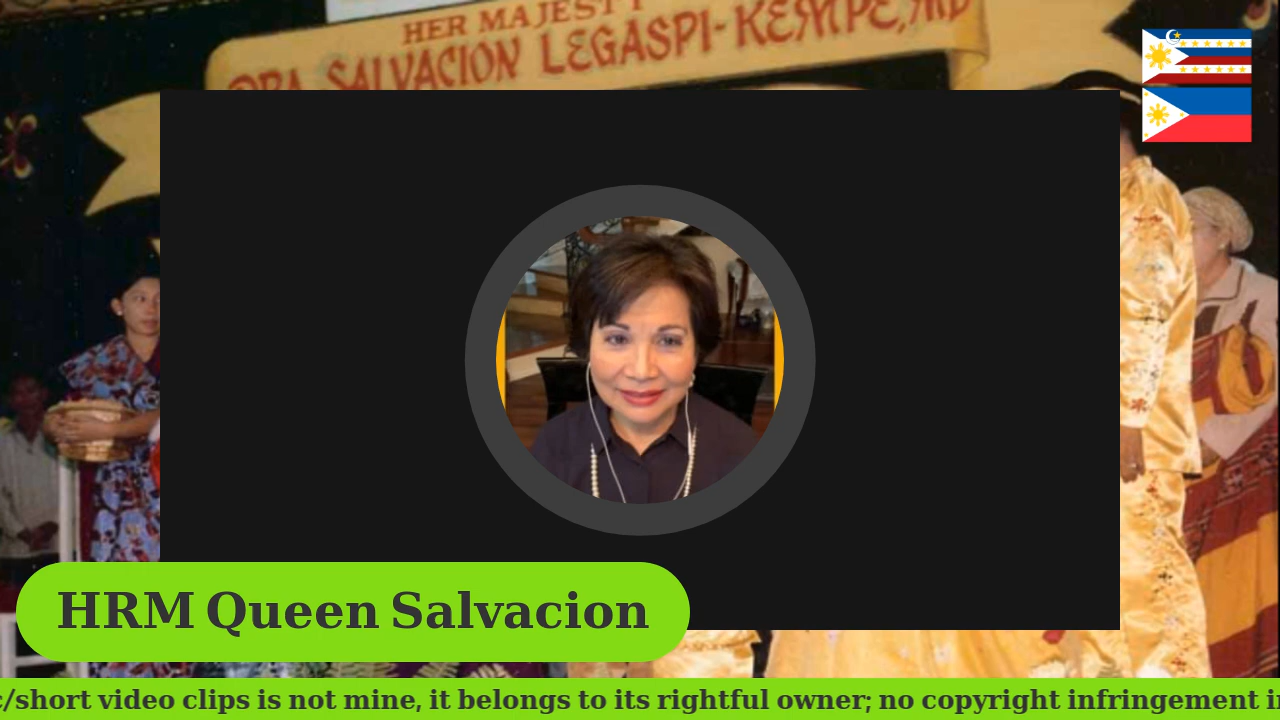 HER MAJESTY
DRA. SALVACION LEGASPI-KEMPE, MD
HRM Queen Salvacion
/short video clips is not mine, it belongs to its rightful owner; no copyright infringement